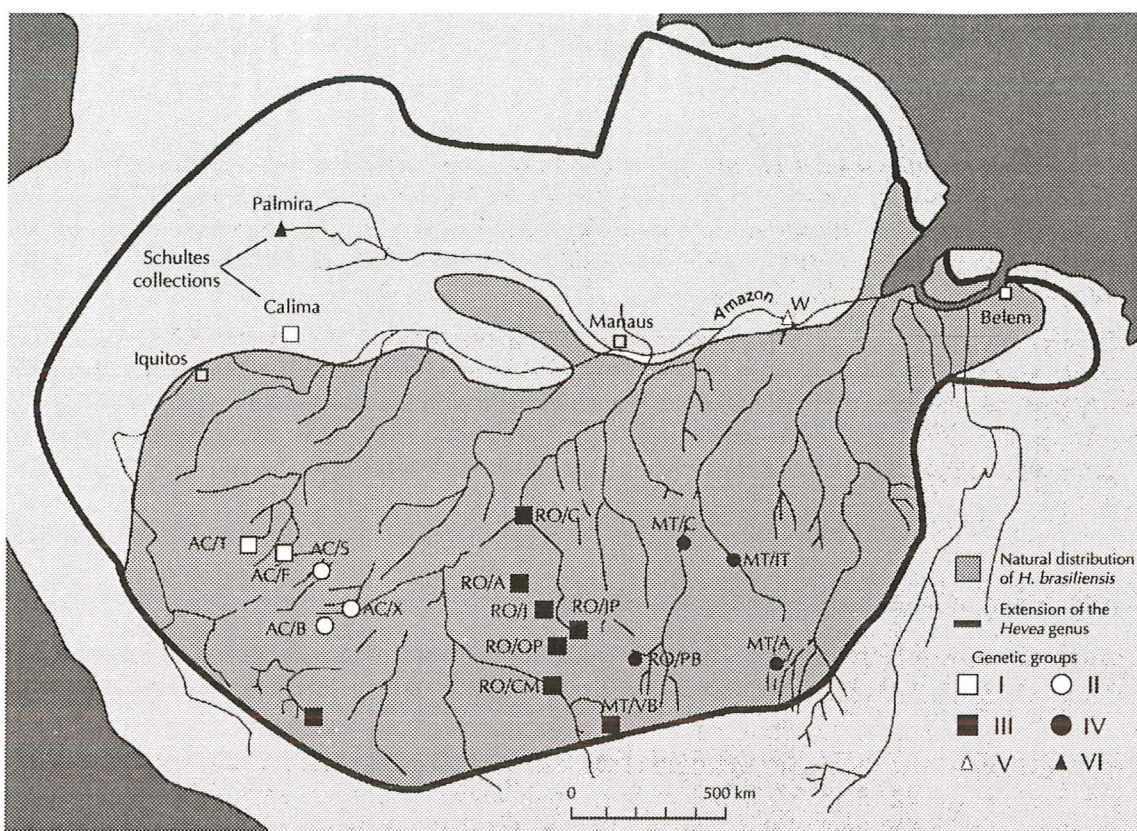 Palmira
Schultes
collections
Calima
Iquitos
Manaus
Amazon
W
Belem
AC/T
AC/S
AC/F
AC/X
AC/B
RO/C
RO/A
RO/J
RO/JP
RO/OP
RO/CM
MT/VB
MT/C
MT/IT
RO/PB
MT/A
Natural distribution
of H. brasiliensis
Extension of the
Hevea genus
Genetic groups
I II
III IV
V VI
0 500 km